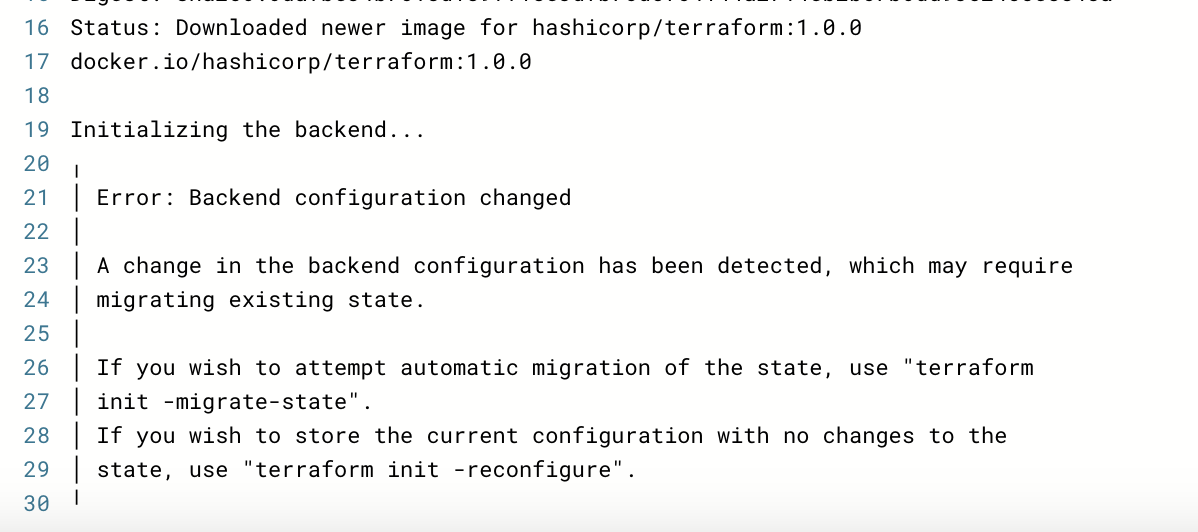 16 Status: Downloaded newer image for hashicorp/terraform:1.0.0
17 docker.io/hashicorp/terraform:1.0.0
18
19 Initializing the backend...
20 ╷
21 │ Error: Backend configuration changed
22 │
23 │ A change in the backend configuration has been detected, which may require
24 │ migrating existing state.
25 │
26 │ If you wish to attempt automatic migration of the state, use "terraform
27 │ init -migrate-state".
28 │ If you wish to store the current configuration with no changes to the
29 │ state, use "terraform init -reconfigure".
30 ╵